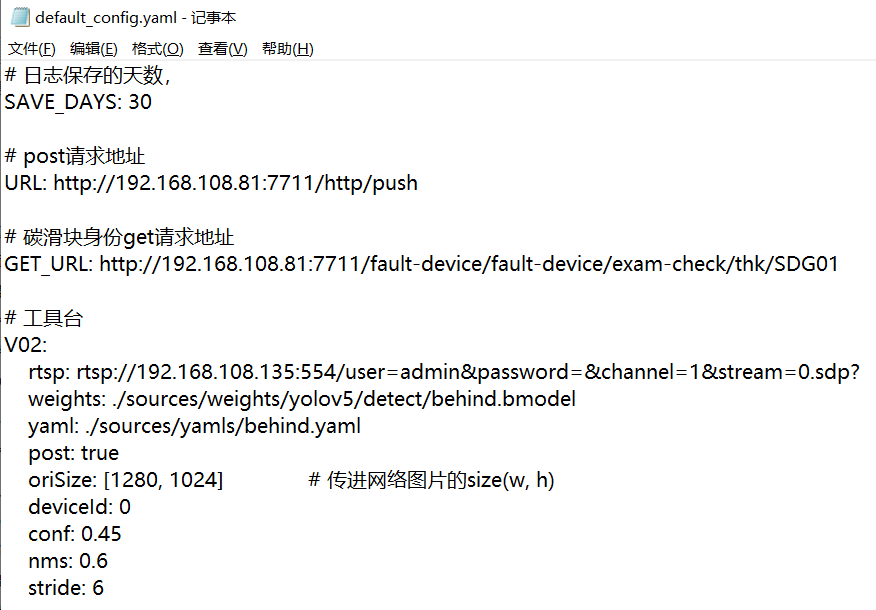 default_config.yaml - 记事本
文件(F) 编辑(E) 格式(O) 查看(V) 帮助(H)
# 日志保存的天数，
SAVE_DAYS: 30
# post请求地址
URL: http://192.168.108.81:7711/http/push
# 碳滑块身份get请求地址
GET_URL: http://192.168.108.81:7711/fault-device/fault-device/exam-check/thk/SDG01
# 工具台
V02:
rtsp: rtsp://192.168.108.135:554/user=admin&password=&channel=1&stream=0.sdp?
weights: ./sources/weights/yolov5/detect/behind.bmodel
yaml: ./sources/yamls/behind.yaml
post: true
oriSize: [1280, 1024] # 传进网络图片的size(w, h)
deviceId: 0
conf: 0.45
nms: 0.6
stride: 6